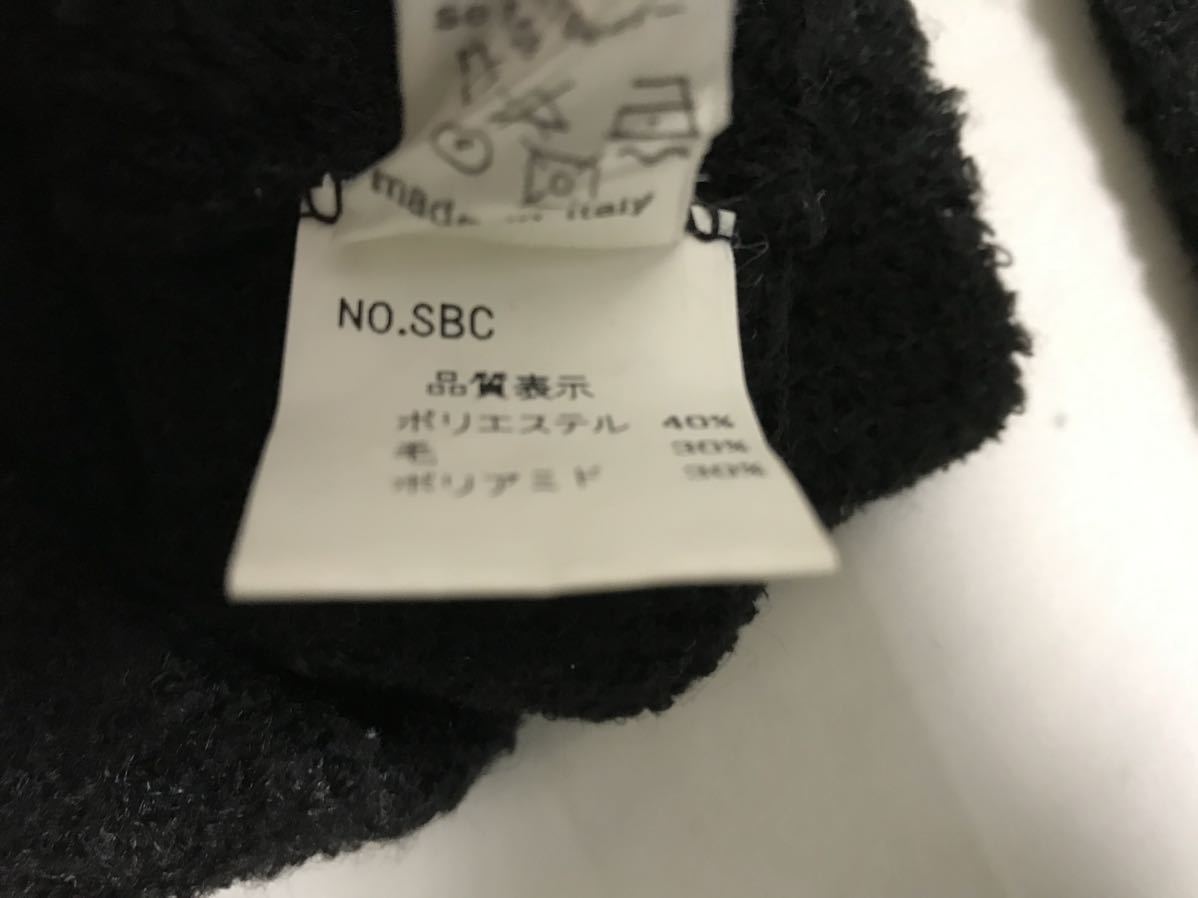 made in italy
NO.SBC
品質表示
ポリエステル 40%
毛 30%
ポリアミド 30%